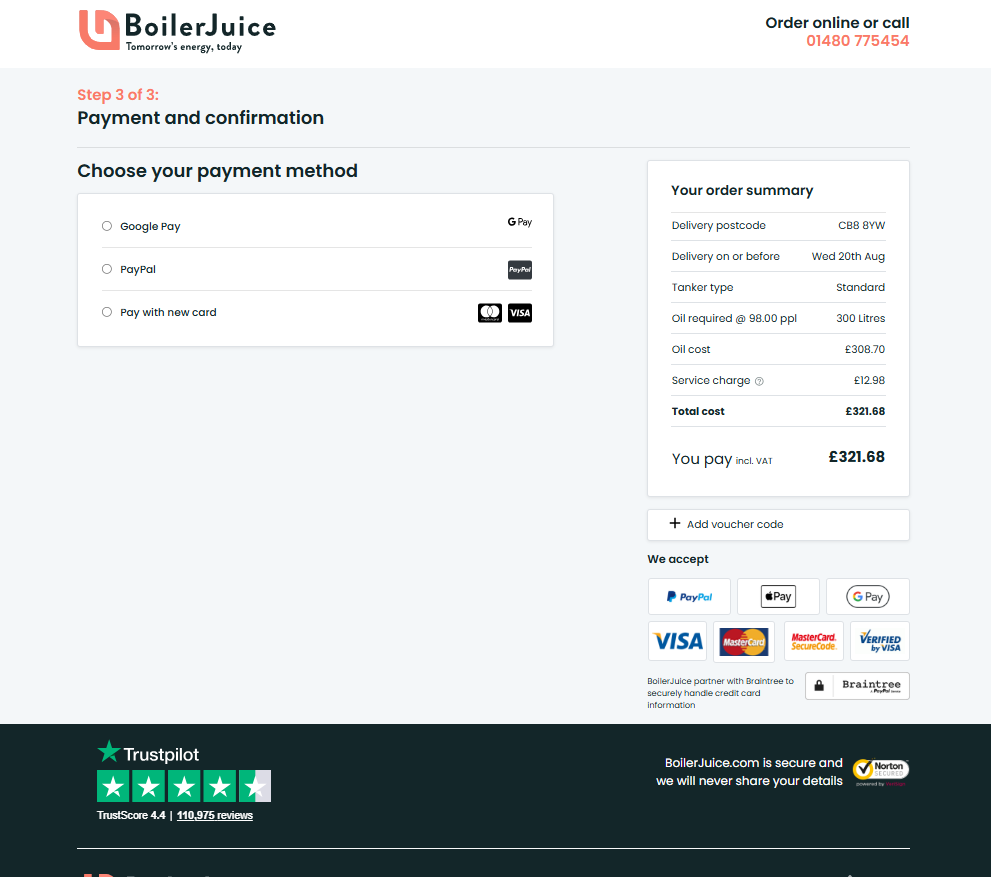 BoilerJuice
Tomorrow's energy, today
Order online or call
01480 775454
Step 3 of 3:
Payment and confirmation
Choose your payment method
Google Pay
G Pay
PayPal
PayPal
Pay with new card
VISA
Your order summary
Delivery postcode CB8 8YW
Delivery on or before Wed 20th Aug
Tanker type Standard
Oil required @ 98.00 ppl 300 Litres
Oil cost £308.70
Service charge ? £12.98
Total cost £321.68
You pay incl. VAT £321.68
+ Add voucher code
We accept
PayPal
Pay
G Pay
VISA
MasterCard
MasterCard.
SecureCode.
VERIFIED
by VISA
BoilerJuice partner with Braintree to
securely handle credit card
information
Braintree
A PayPal Service
Trustpilot
TrustScore 4.4 | 110,975 reviews
BoilerJuice.com is secure and
we will never share your details
Norton
SECURED
powered by